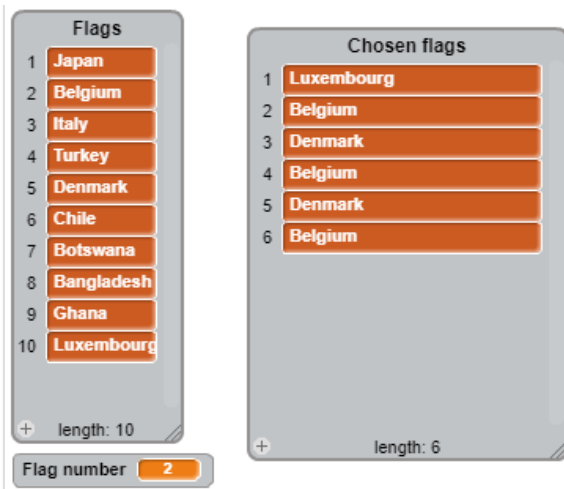 Flags
1 Japan
2 Belgium
3 Italy
4 Turkey
5 Denmark
6 Chile
7 Botswana
8 Bangladesh
9 Ghana
10 Luxembourg
+ length: 10
Flag number 2
Chosen flags
1 Luxembourg
2 Belgium
3 Denmark
4 Belgium
5 Denmark
6 Belgium
+ length: 6